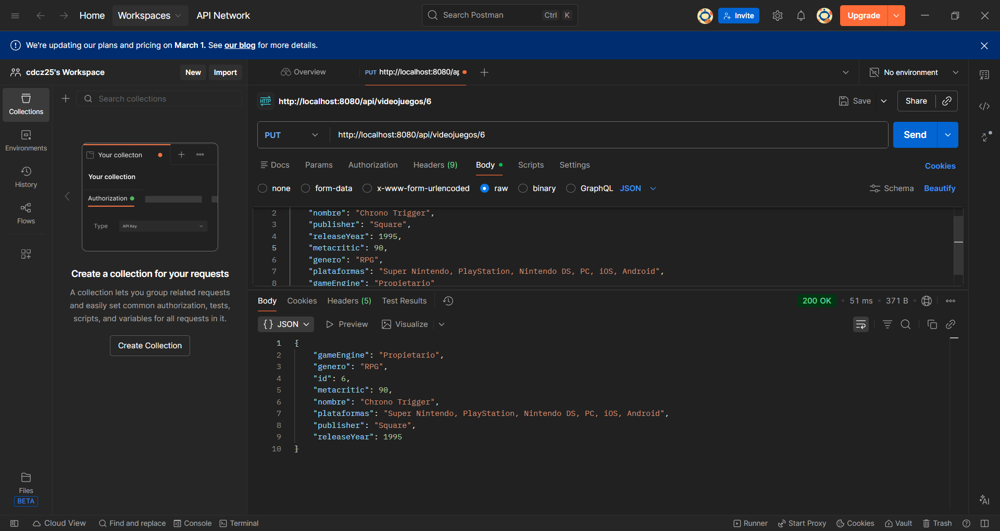 Home Workspaces API Network Search Postman Ctrl K Invite Upgrade
We're updating our plans and pricing on March 1. See our blog for more details.
cdcz25's Workspace New Import Overview PUT http://localhost:8080/ap No environment
Collections
Environments
History
Flows
Files
BETA
Search collections
Your collecton
Your collection
Authorization
Type API Key
Create a collection for your requests
A collection lets you group related requests
and easily set common authorization, tests,
scripts, and variables for all requests in it.
Create Collection
HTTP http://localhost:8080/api/videojuegos/6 Save Share
PUT http://localhost:8080/api/videojuegos/6 Send
Docs Params Authorization Headers (9) Body Scripts Settings Cookies
none form-data x-www-form-urlencoded raw binary GraphQL JSON Schema Beautify
2 "nombre": "Chrono Trigger",
3 "publisher": "Square",
4 "releaseYear": 1995,
5 "metacritic": 90,
6 "genero": "RPG",
7 "plataformas": "Super Nintendo, PlayStation, Nintendo DS, PC, iOS, Android",
8 "gameEngine": "Propietario"
Body Cookies Headers (5) Test Results 200 OK • 51 ms • 371 B
{} JSON Preview Visualize
1 {
2 "gameEngine": "Propietario",
3 "genero": "RPG",
4 "id": 6,
5 "metacritic": 90,
6 "nombre": "Chrono Trigger",
7 "plataformas": "Super Nintendo, PlayStation, Nintendo DS, PC, iOS, Android",
8 "publisher": "Square",
9 "releaseYear": 1995
10 }
AI
Cloud View Find and replace Console Terminal Runner Start Proxy Cookies Vault Trash